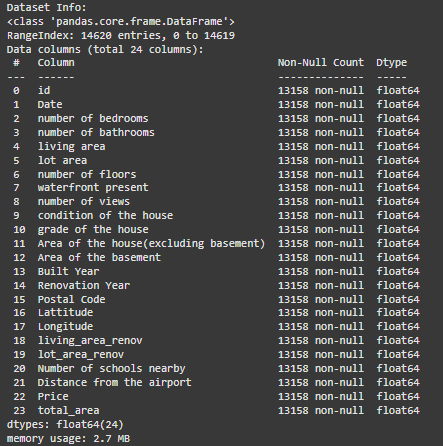 Dataset Info:
<class 'pandas.core.frame.DataFrame'>
RangeIndex: 14620 entries, 0 to 14619
Data columns (total 24 columns):
 #   Column                                 Non-Null Count  Dtype
---  ------                                 --------------  -----
 0   id                                     13158 non-null  float64
 1   Date                                   13158 non-null  float64
 2   number of bedrooms                     13158 non-null  float64
 3   number of bathrooms                    13158 non-null  float64
 4   living area                            13158 non-null  float64
 5   lot area                               13158 non-null  float64
 6   number of floors                       13158 non-null  float64
 7   waterfront present                     13158 non-null  float64
 8   number of views                        13158 non-null  float64
 9   condition of the house                 13158 non-null  float64
 10  grade of the house                     13158 non-null  float64
 11  Area of the house(excluding basement)  13158 non-null  float64
 12  Area of the basement                   13158 non-null  float64
 13  Built Year                             13158 non-null  float64
 14  Renovation Year                        13158 non-null  float64
 15  Postal Code                            13158 non-null  float64
 16  Lattitude                              13158 non-null  float64
 17  Longitude                              13158 non-null  float64
 18  living_area_renov                      13158 non-null  float64
 19  lot_area_renov                         13158 non-null  float64
 20  Number of schools nearby               13158 non-null  float64
 21  Distance from the airport              13158 non-null  float64
 22  Price                                  13158 non-null  float64
 23  total_area                             13158 non-null  float64
dtypes: float64(24)
memory usage: 2.7 MB